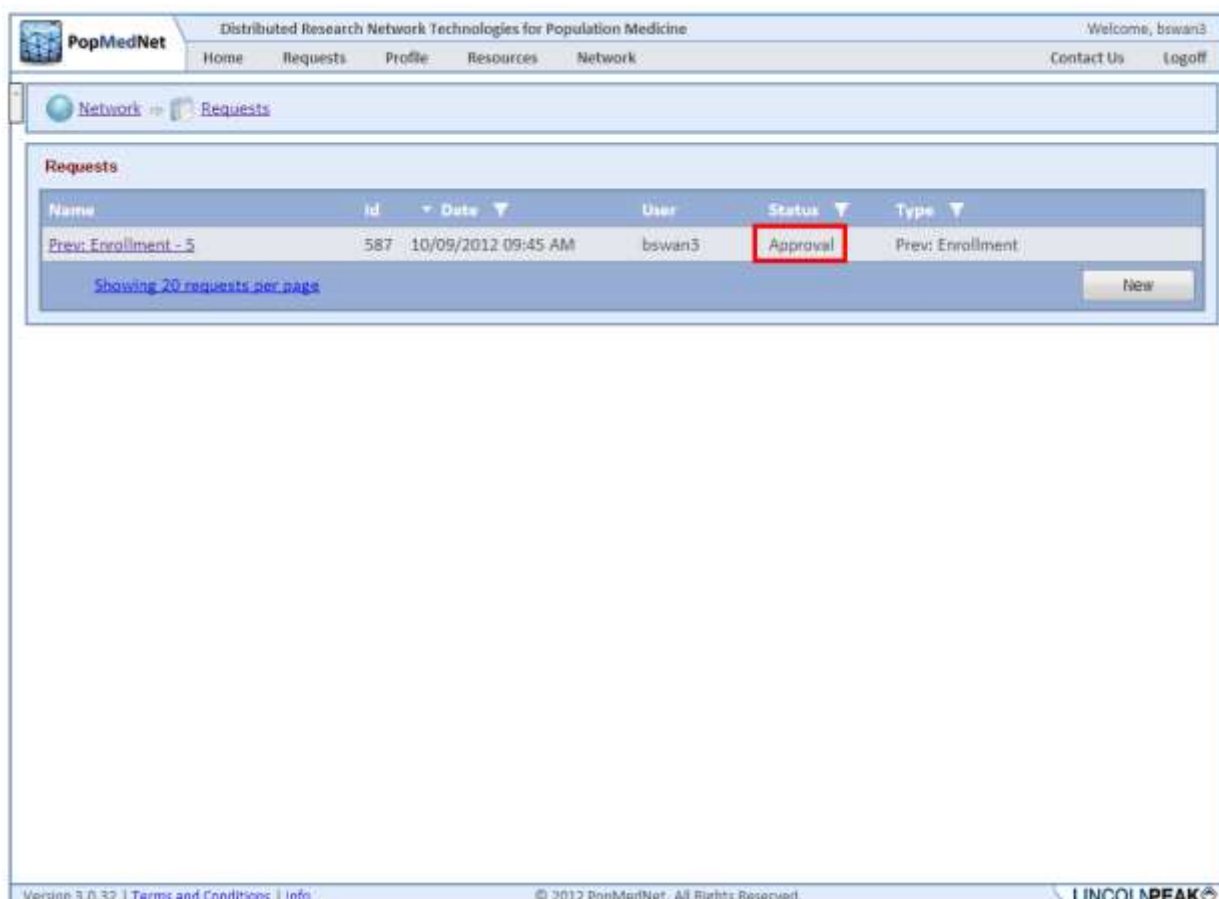 PopMedNet
Distributed Research Network Technologies for Population Medicine
Welcome, bswan3
Home Requests Profile Resources Network Contact Us Logoff
Network Requests
Requests
Name Id Date User Status Type
Prev: Enrollment - 5 587 10/09/2012 09:45 AM bswan3 Approval Prev: Enrollment
Showing 20 requests per page New
Version 3.0.32 | Terms and Conditions | Info © 2012 PopMedNet. All Rights Reserved. LINCOLNPEAK